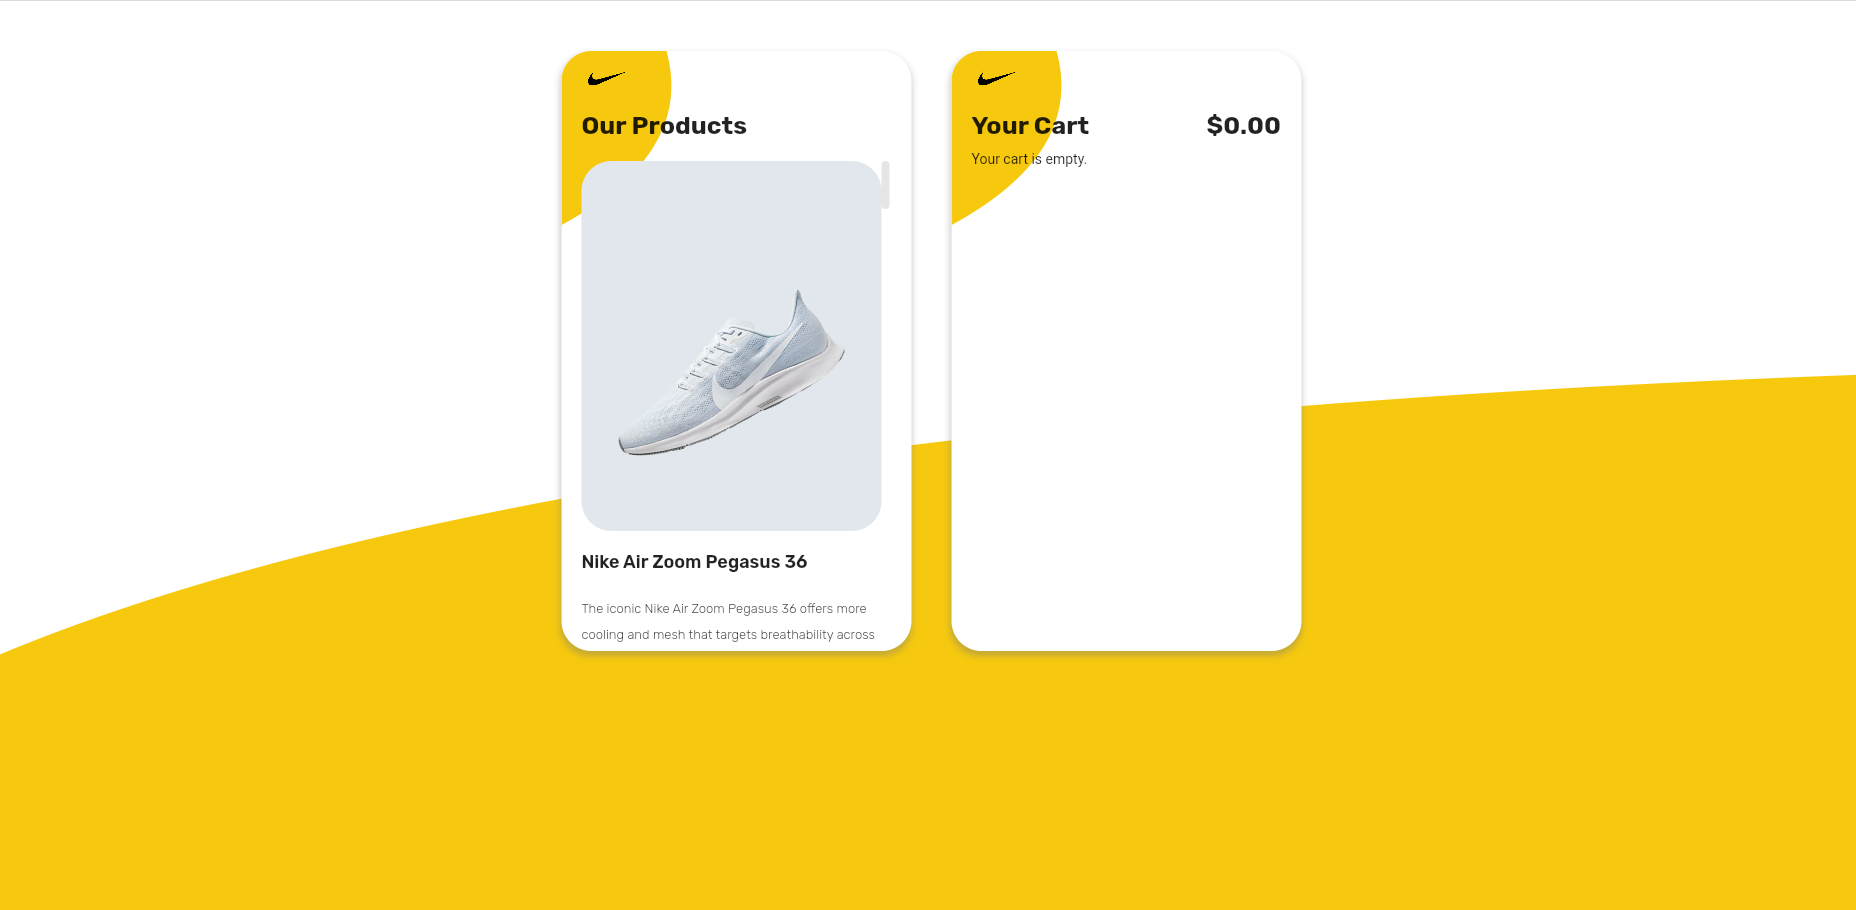 Our Products
Nike Air Zoom Pegasus 36
The iconic Nike Air Zoom Pegasus 36 offers more
cooling and mesh that targets breathability across
Your Cart
$0.00
Your cart is empty.